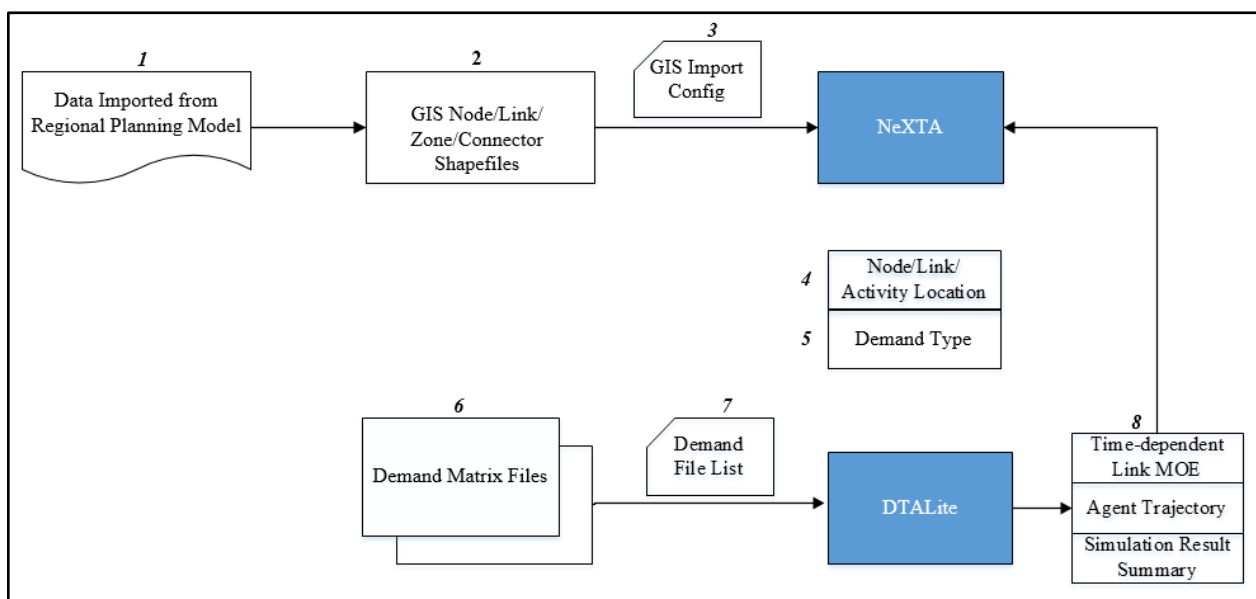 1
Data Imported from
Regional Planning Model
2
GIS Node/Link/
Zone/Connector
Shapefiles
3
GIS Import
Config
NeXTA
4
Node/Link/
Activity Location
5
Demand Type
6
Demand Matrix Files
7
Demand
File List
DTALite
8
Time-dependent
Link MOE
Agent Trajectory
Simulation Result
Summary